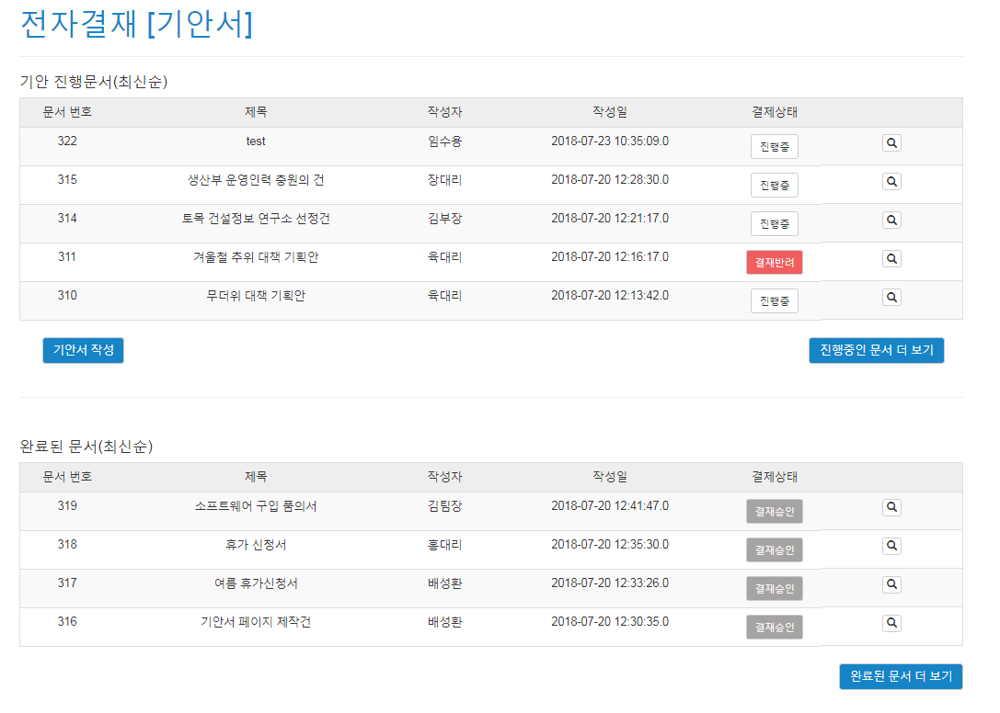 전자결재 [기안서]
기안 진행문서(최신순)
문서 번호 제목 작성자 작성일 결제상태
322 test 임수용 2018-07-23 10:35:09.0 진행중
315 생산부 운영인력 충원의 건 장대리 2018-07-20 12:28:30.0 진행중
314 토목 건설정보 연구소 선정건 김부장 2018-07-20 12:21:17.0 진행중
311 겨울철 추위 대책 기획안 육대리 2018-07-20 12:16:17.0 결재반려
310 무더위 대책 기획안 육대리 2018-07-20 12:13:42.0 진행중
기안서 작성 진행중인 문서 더 보기
완료된 문서(최신순)
문서 번호 제목 작성자 작성일 결제상태
319 소프트웨어 구입 품의서 김팀장 2018-07-20 12:41:47.0 결재승인
318 휴가 신청서 홍대리 2018-07-20 12:35:30.0 결재승인
317 여름 휴가신청서 배성환 2018-07-20 12:33:26.0 결재승인
316 기안서 페이지 제작건 배성환 2018-07-20 12:30:35.0 결재승인
완료된 문서 더 보기